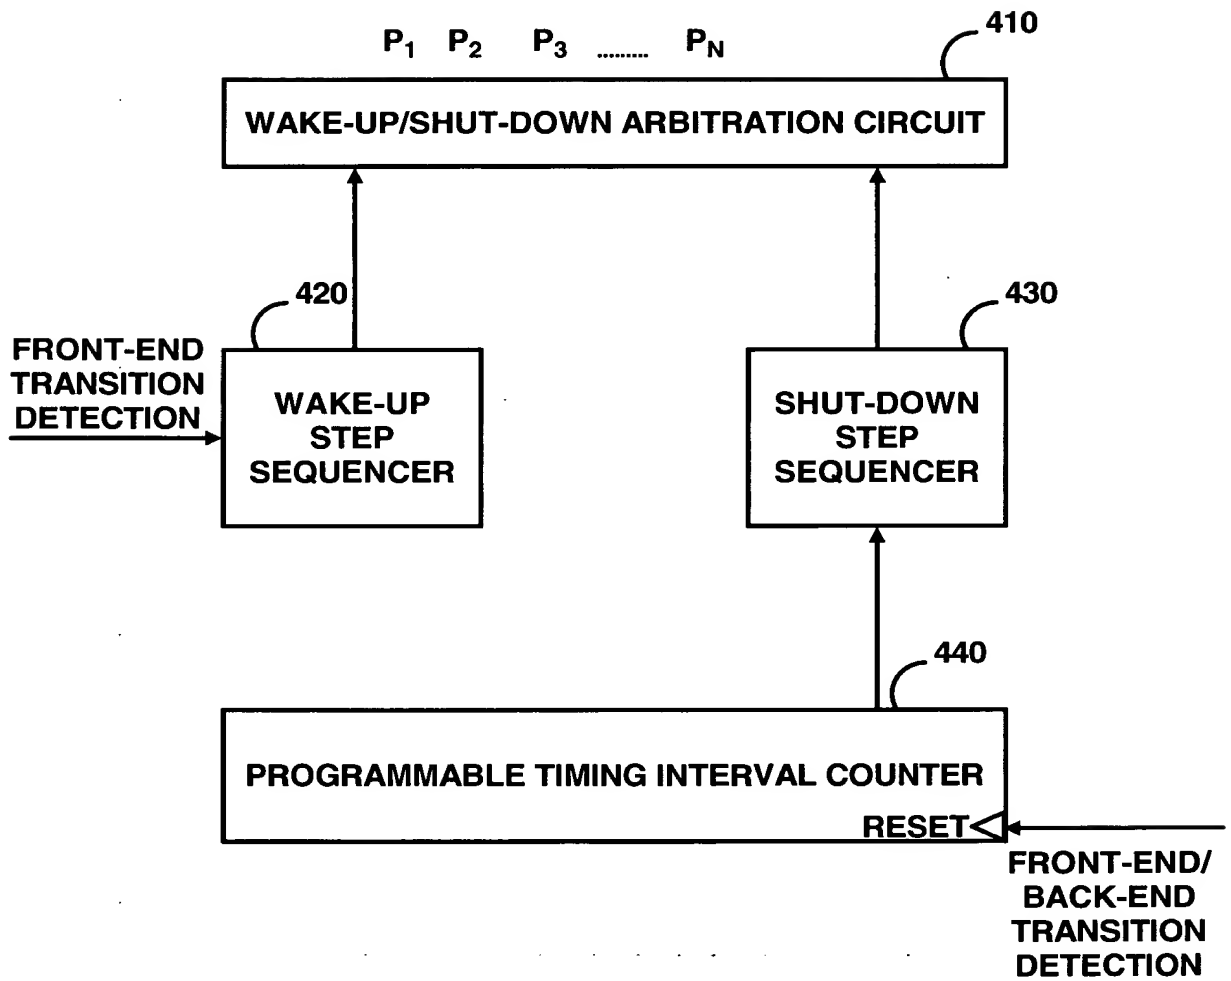 410
P1 P2 P3 ......... PN
WAKE-UP/SHUT-DOWN ARBITRATION CIRCUIT
420
430
FRONT-END
TRANSITION
DETECTION
WAKE-UP
STEP
SEQUENCER
SHUT-DOWN
STEP
SEQUENCER
440
PROGRAMMABLE TIMING INTERVAL COUNTER
RESET
FRONT-END/
BACK-END
TRANSITION
DETECTION